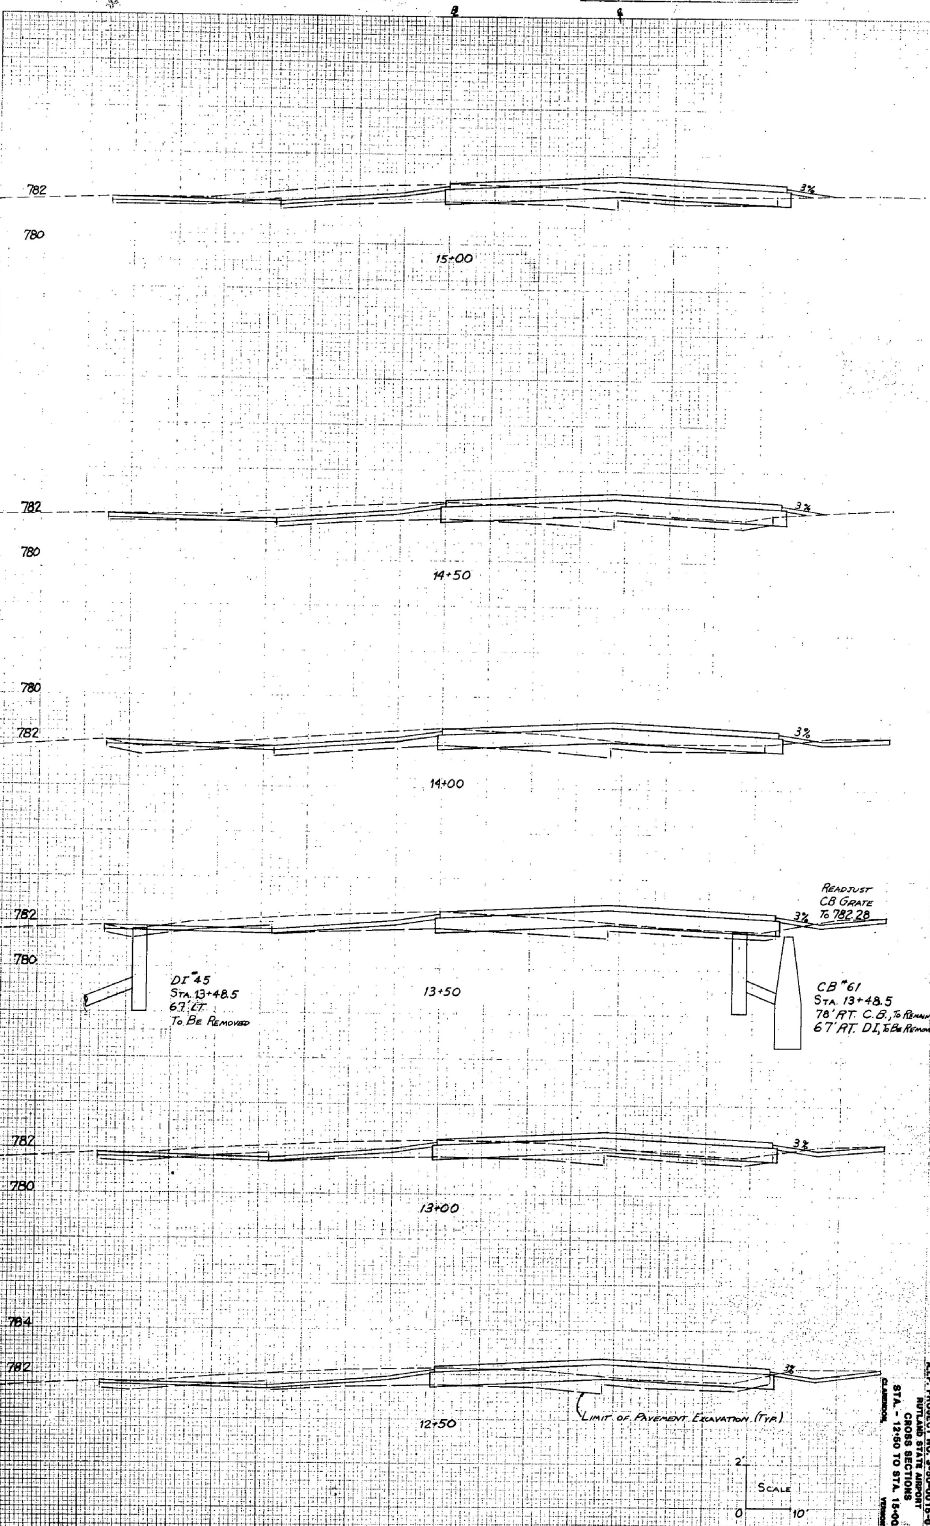 782
3%
780
15+00
782
3%
780
14+50
780
782
3%
14+00
READJUST
CB GRATE
TO 782.28
782
3%
780
DI #45
STA. 13+48.5
67' LT.
TO BE REMOVED
13+50
CB #61
STA. 13+48.5
78' RT. C.B., TO REMAIN
67' RT. DI, TO BE REMOVE
782
3%
780
13+00
784
782
3%
12+50
LIMIT OF PAVEMENT EXCAVATION (TYP.)
2'
SCALE
0
10'
RUTLAND STATE AIRPORT
CROSS SECTIONS
STA. - 12+50 TO STA. 15+00
CLARENDON,